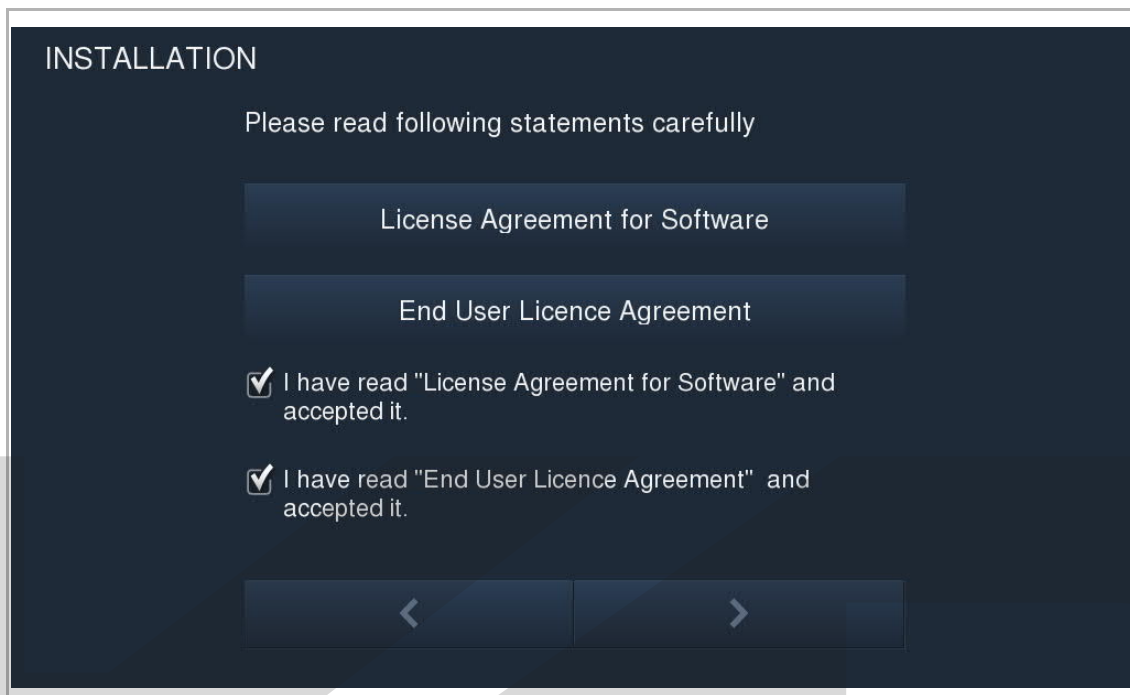 INSTALLATION
Please read following statements carefully
License Agreement for Software
End User Licence Agreement
I have read "License Agreement for Software" and
accepted it.
I have read "End User Licence Agreement"  and
accepted it.